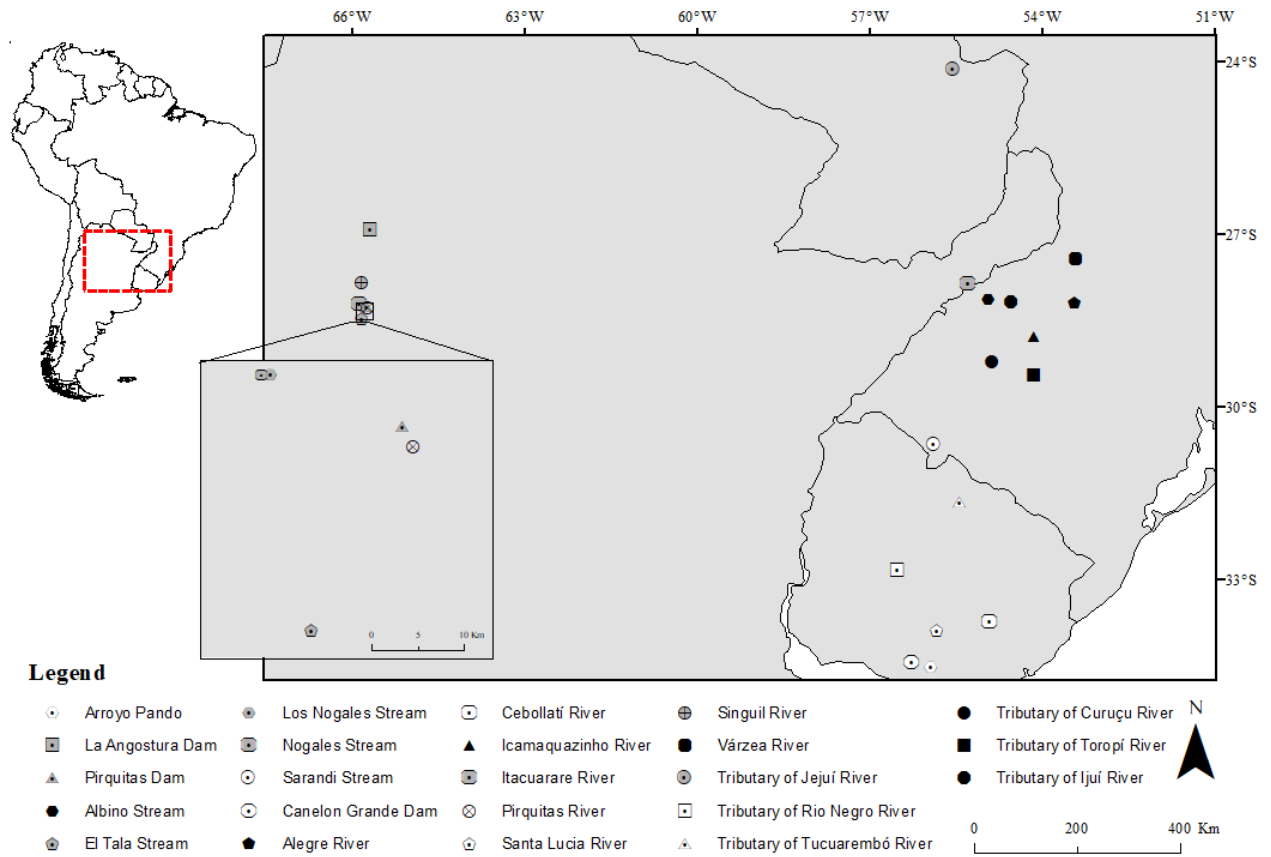 66°W 63°W 60°W 57°W 54°W 51°W
24°S
27°S
30°S
33°S
0 5 10 Km
Legend
Arroyo Pando Los Nogales Stream Cebollatí River Singuil River Tributary of Curuçu River
La Angostura Dam Nogales Stream Icamaquazinho River Várzea River Tributary of Toropí River
Pirquitas Dam Sarandi Stream Itacuarare River Tributary of Jejuí River Tributary of Ijuí River
Albino Stream Canelon Grande Dam Pirquitas River Tributary of Rio Negro River
El Tala Stream Alegre River Santa Lucia River Tributary of Tucuarembó River
N
0 200 400 Km